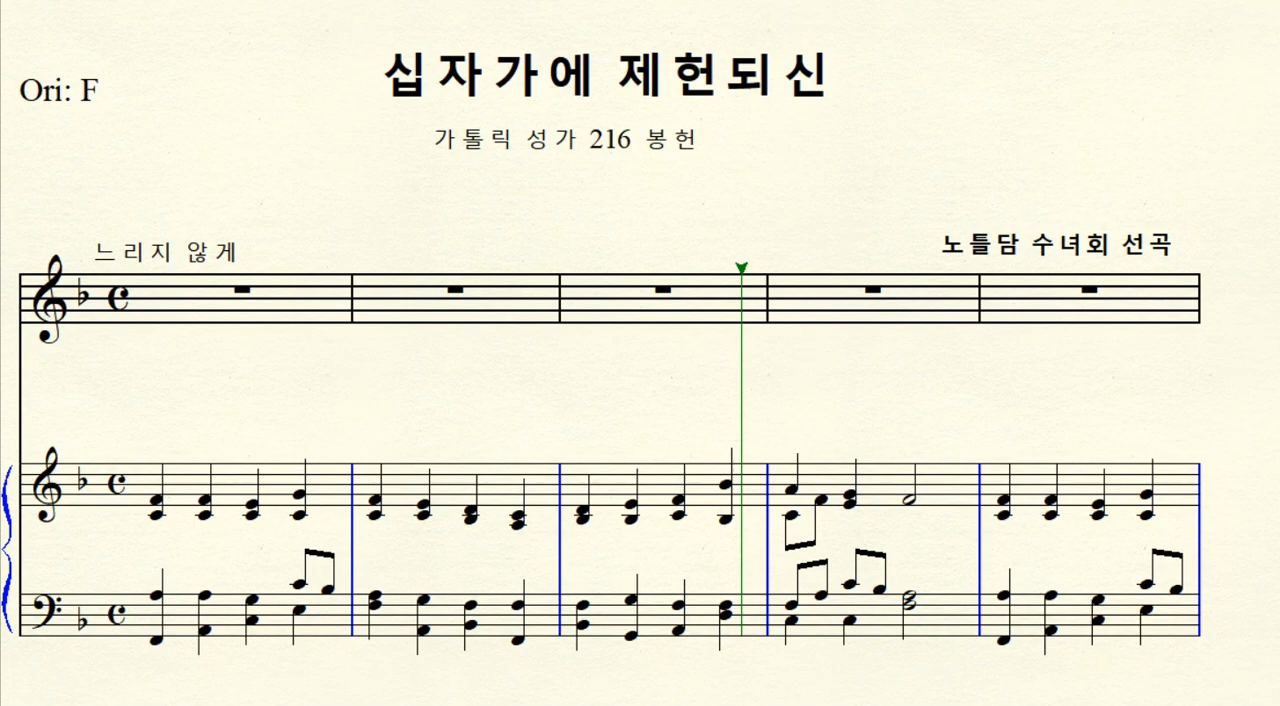 십자가에 제헌되신
Ori: F
가톨릭 성가 216 봉헌
노틀담 수녀회 선곡
느리지 않게